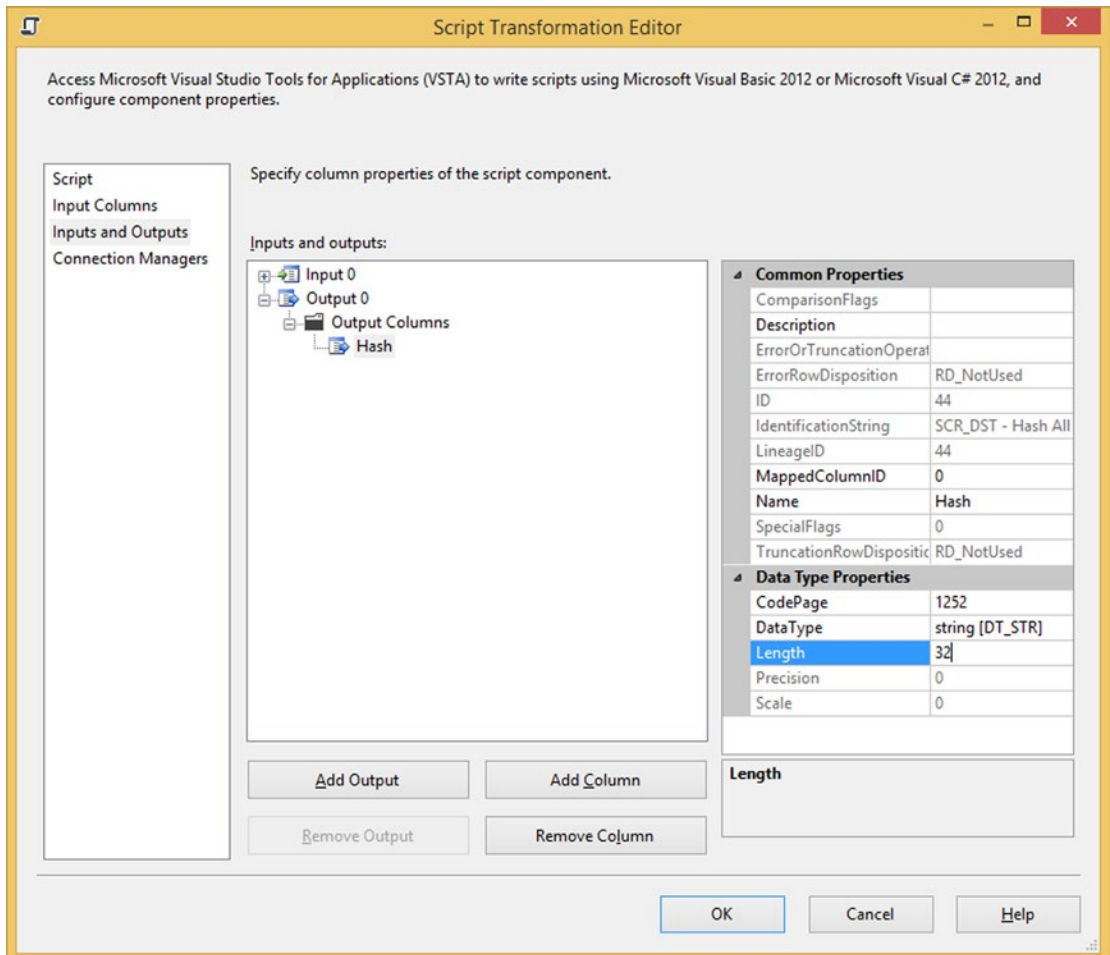 Script Transformation Editor
Access Microsoft Visual Studio Tools for Applications (VSTA) to write scripts using Microsoft Visual Basic 2012 or Microsoft Visual C# 2012, and
configure component properties.
Script
Input Columns
Inputs and Outputs
Connection Managers
Specify column properties of the script component.
Inputs and outputs:
Input 0
Output 0
Output Columns
Hash
Common Properties
ComparisonFlags
Description
ErrorOrTruncationOperat
ErrorRowDisposition RD_NotUsed
ID 44
IdentificationString SCR_DST - Hash All
LineageID 44
MappedColumnID 0
Name Hash
SpecialFlags 0
TruncationRowDispositic RD_NotUsed
Data Type Properties
CodePage 1252
DataType string [DT_STR]
Length 32
Precision 0
Scale 0
Length
Add Output Add Column
Remove Output Remove Column
OK Cancel Help